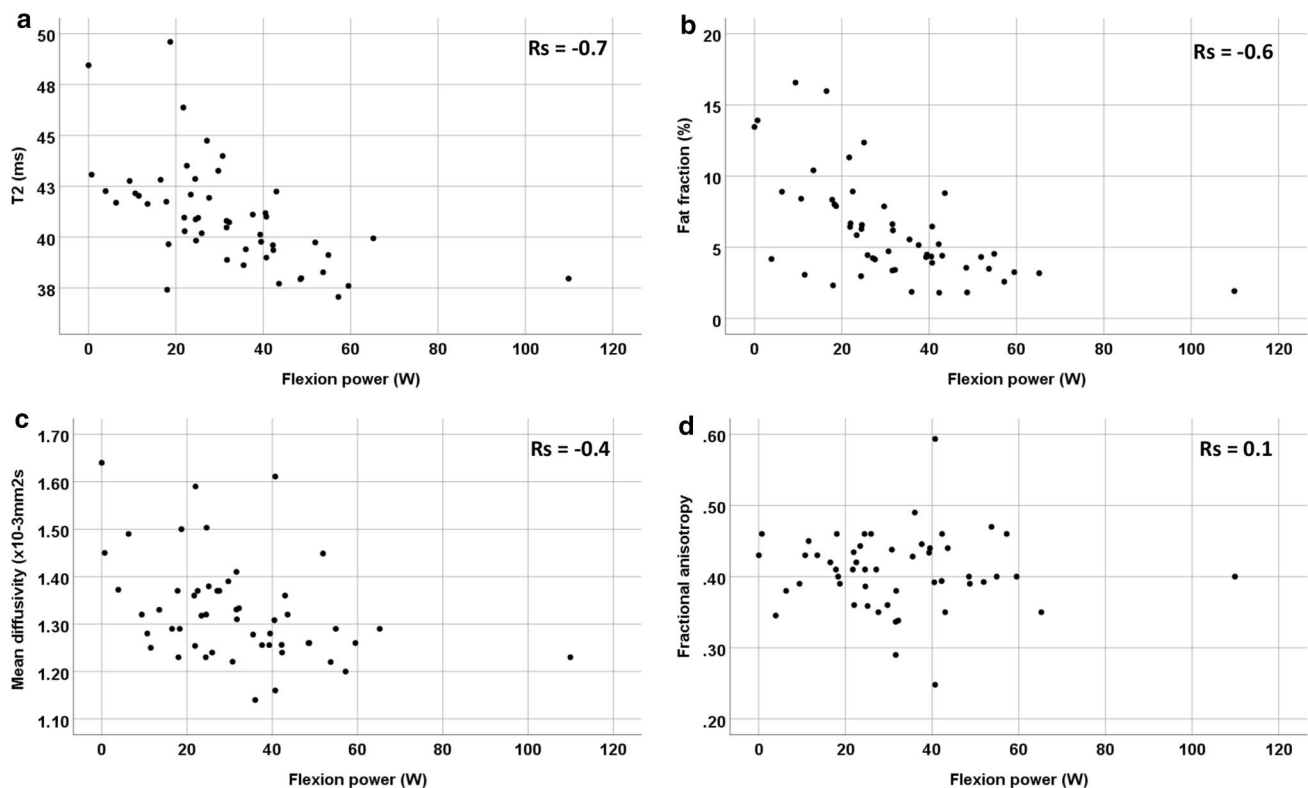 a
Rs = -0.7
T2 (ms)
50
48
45
43
40
38
0 20 40 60 80 100 120
Flexion power (W)
b
Rs = -0.6
Fat fraction (%)
20
15
10
5
0
0 20 40 60 80 100 120
Flexion power (W)
c
Rs = -0.4
Mean diffusivity (x10-3mm2s
1.70
1.60
1.50
1.40
1.30
1.20
1.10
0 20 40 60 80 100 120
Flexion power (W)
d
Rs = 0.1
Fractional anisotropy
.60
.50
.40
.30
.20
0 20 40 60 80 100 120
Flexion power (W)